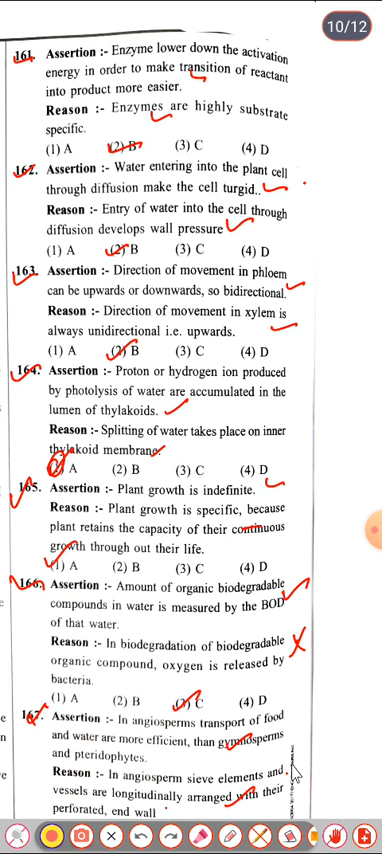 10/12
161. Assertion :- Enzyme lower down the activation
energy in order to make transition of reactant
into product more easier.
Reason :- Enzymes are highly substrate
specific.
(1) A (2) B (3) C (4) D
162. Assertion :- Water entering into the plant cell
through diffusion make the cell turgid..
Reason :- Entry of water into the cell through
diffusion develops wall pressure
(1) A (2) B (3) C (4) D
163. Assertion :- Direction of movement in phloem
can be upwards or downwards, so bidirectional.
Reason :- Direction of movement in xylem is
always unidirectional i.e. upwards.
(1) A (2) B (3) C (4) D
164. Assertion :- Proton or hydrogen ion produced
by photolysis of water are accumulated in the
lumen of thylakoids.
Reason :- Splitting of water takes place on inner
thylakoid membrane.
(1) A (2) B (3) C (4) D
165. Assertion :- Plant growth is indefinite.
Reason :- Plant growth is specific, because
plant retains the capacity of their continuous
growth through out their life.
(1) A (2) B (3) C (4) D
166. Assertion :- Amount of organic biodegradable
compounds in water is measured by the BOD
of that water.
Reason :- In biodegradation of biodegradable
organic compound, oxygen is released by
bacteria.
(1) A (2) B (3) C (4) D
167. Assertion :- In angiosperms transport of food
and water are more efficient, than gymnosperms
and pteridophytes.
Reason :- In angiosperm sieve elements and
vessels are longitudinally arranged with their
perforated, end wall